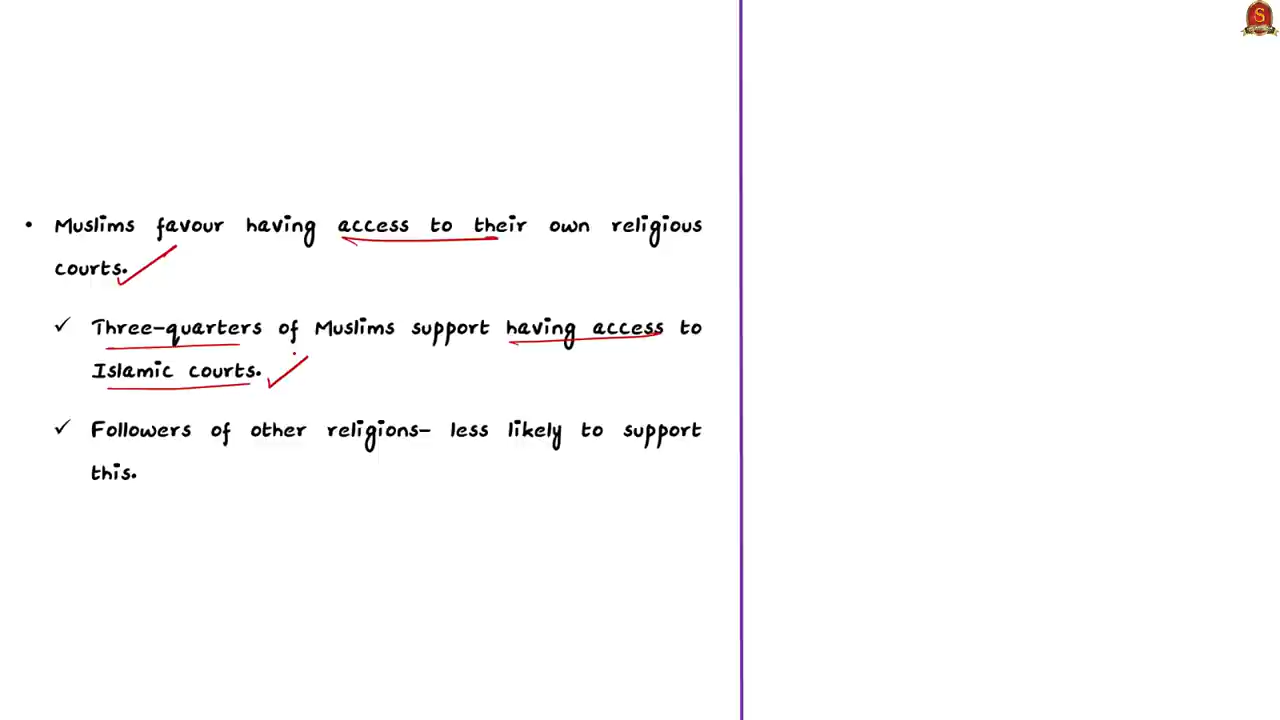 • Muslims favour having access to their own religious
courts.
✓ Three-quarters of Muslims support having access to
Islamic courts.
✓ Followers of other religions- less likely to support
this.
S